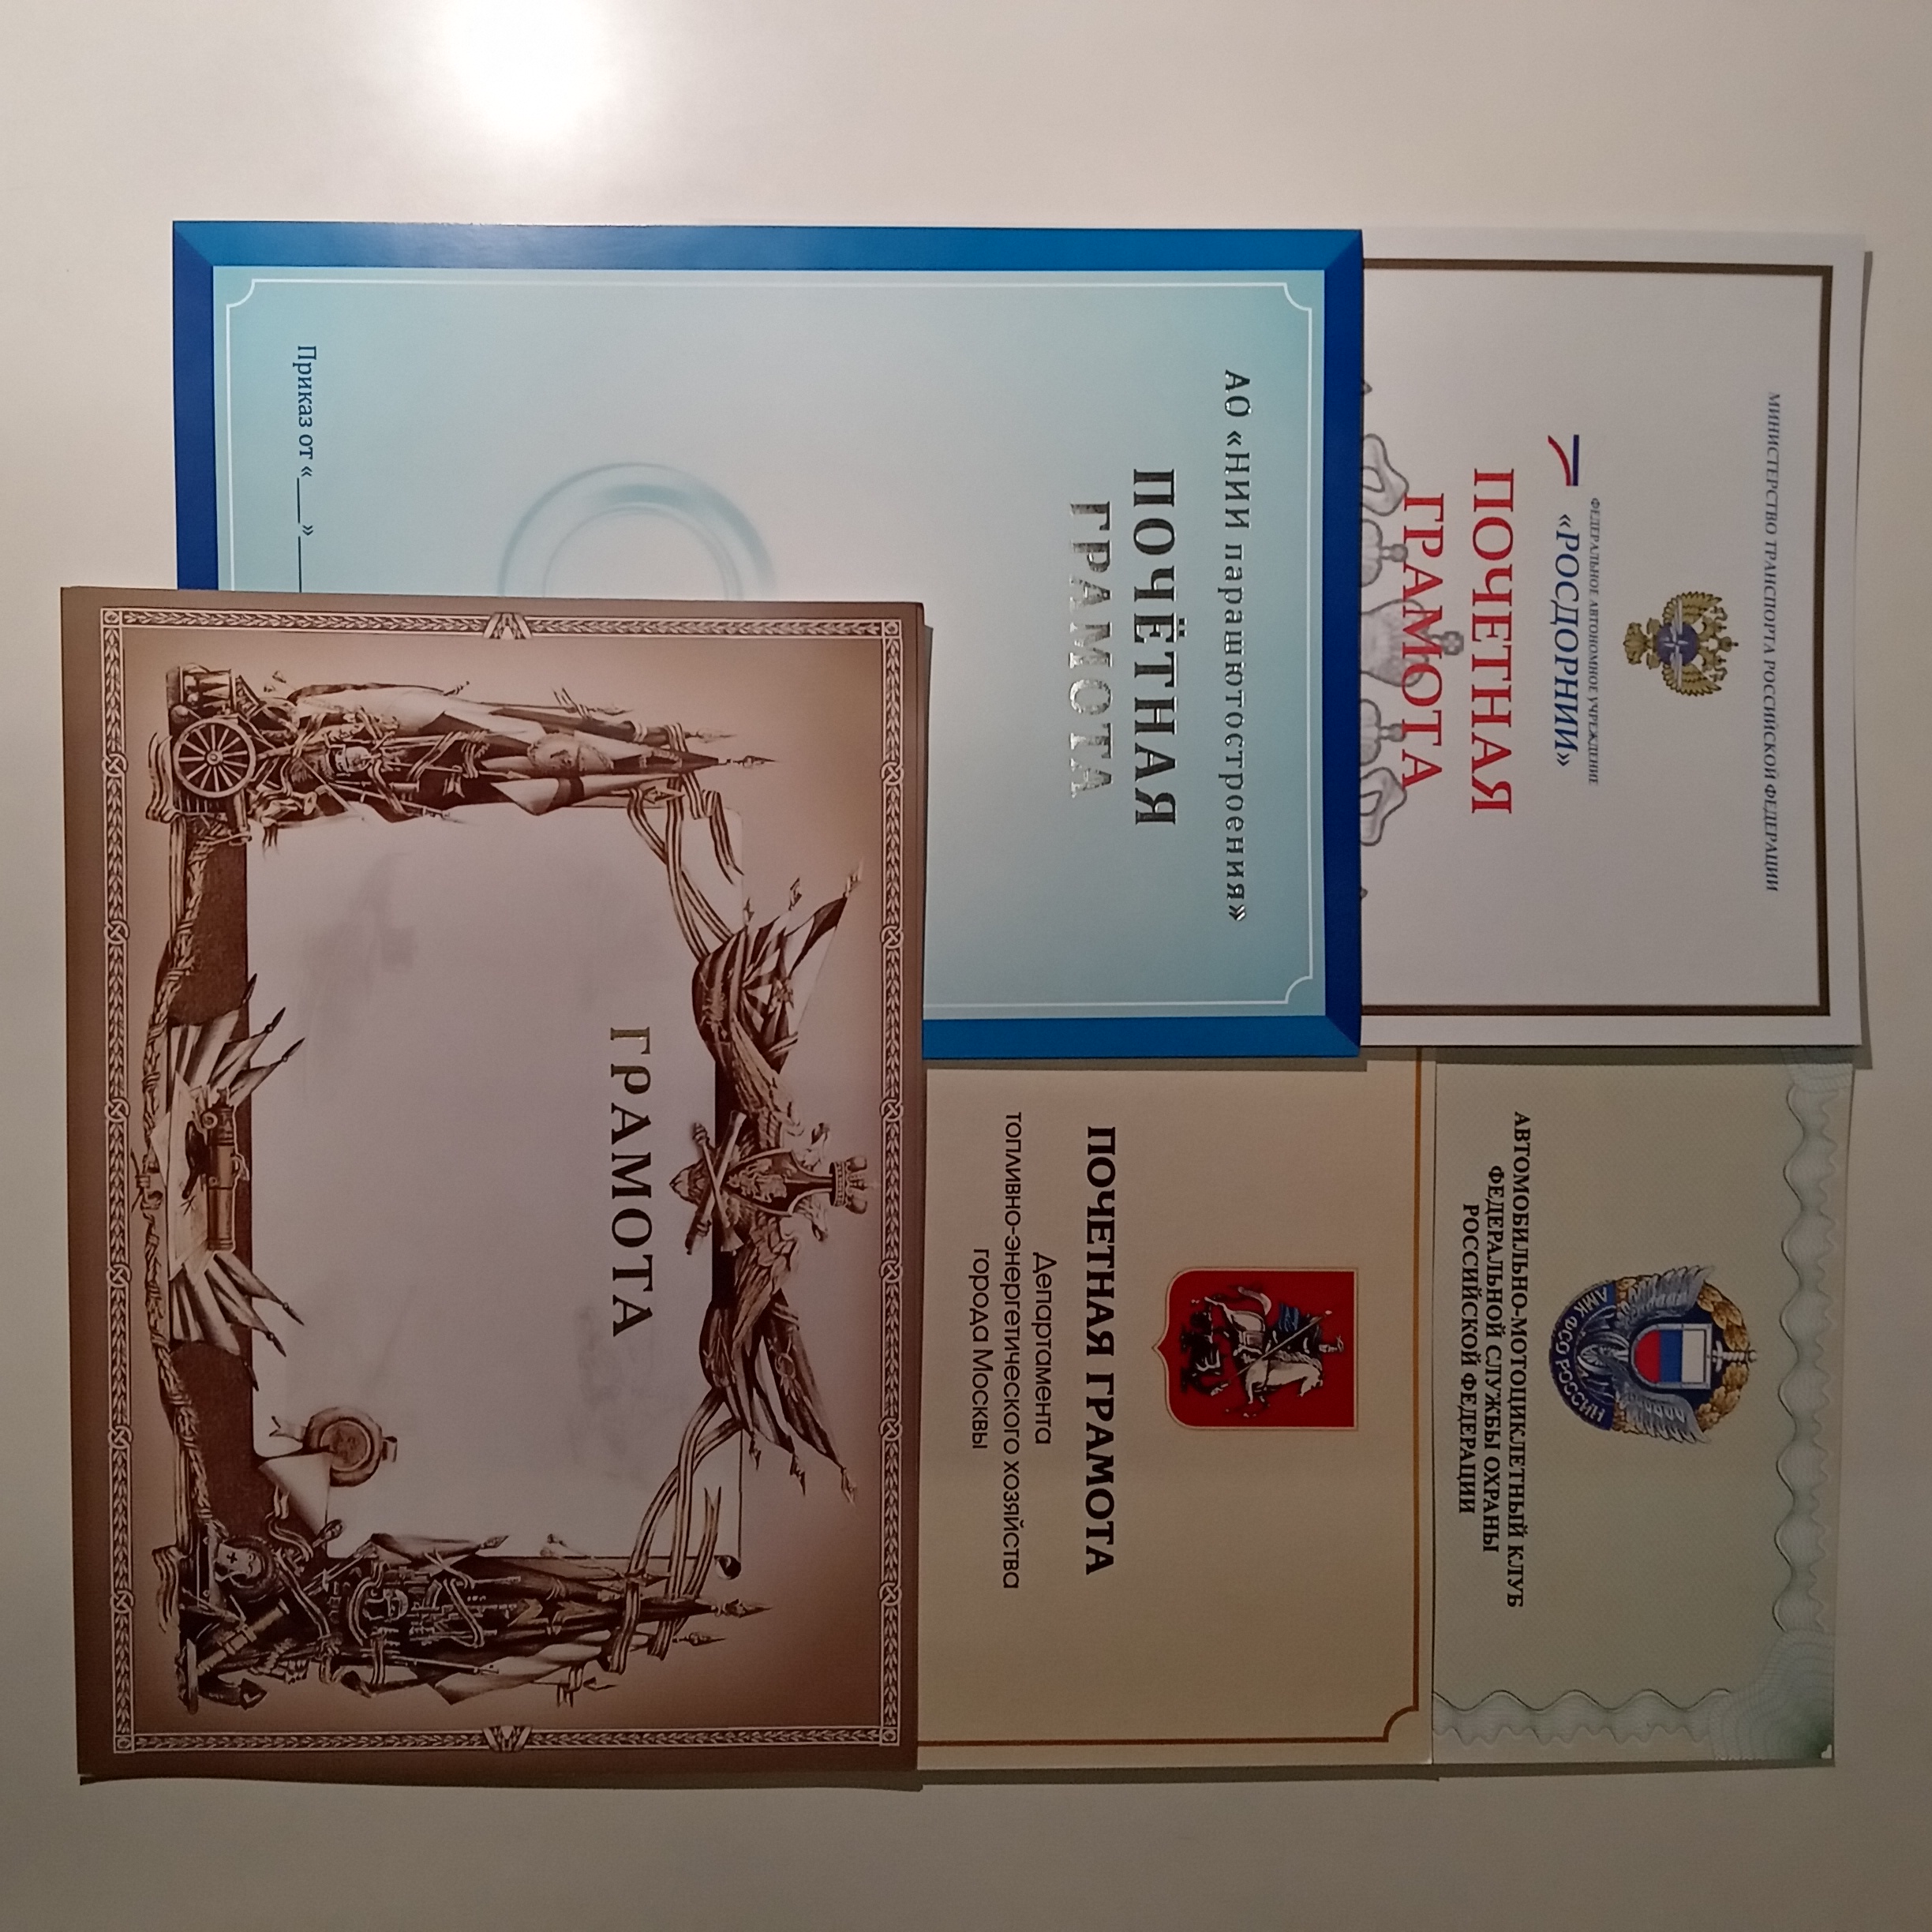 МИНИСТЕРСТВО ТРАНСПОРТА РОССИЙСКОЙ ФЕДЕРАЦИИ
ФЕДЕРАЛЬНОЕ АВТОНОМНОЕ УЧРЕЖДЕНИЕ
«РОСДОРНИИ»
ПОЧЕТНАЯ
ГРАМОТА
АМК ФСО РОССИИ
АВТОМОБИЛЬНО-МОТОЦИКЛЕТНЫЙ КЛУБ
ФЕДЕРАЛЬНОЙ СЛУЖБЫ ОХРАНЫ
РОССИЙСКОЙ ФЕДЕРАЦИИ
АО «НИИ парашютостроения»
ПОЧЁТНАЯ
ГРАМОТА
Приказ от «____»_____
ПОЧЕТНАЯ ГРАМОТА
Департамента
топливно-энергетического хозяйства
города Москвы
ГРАМОТА